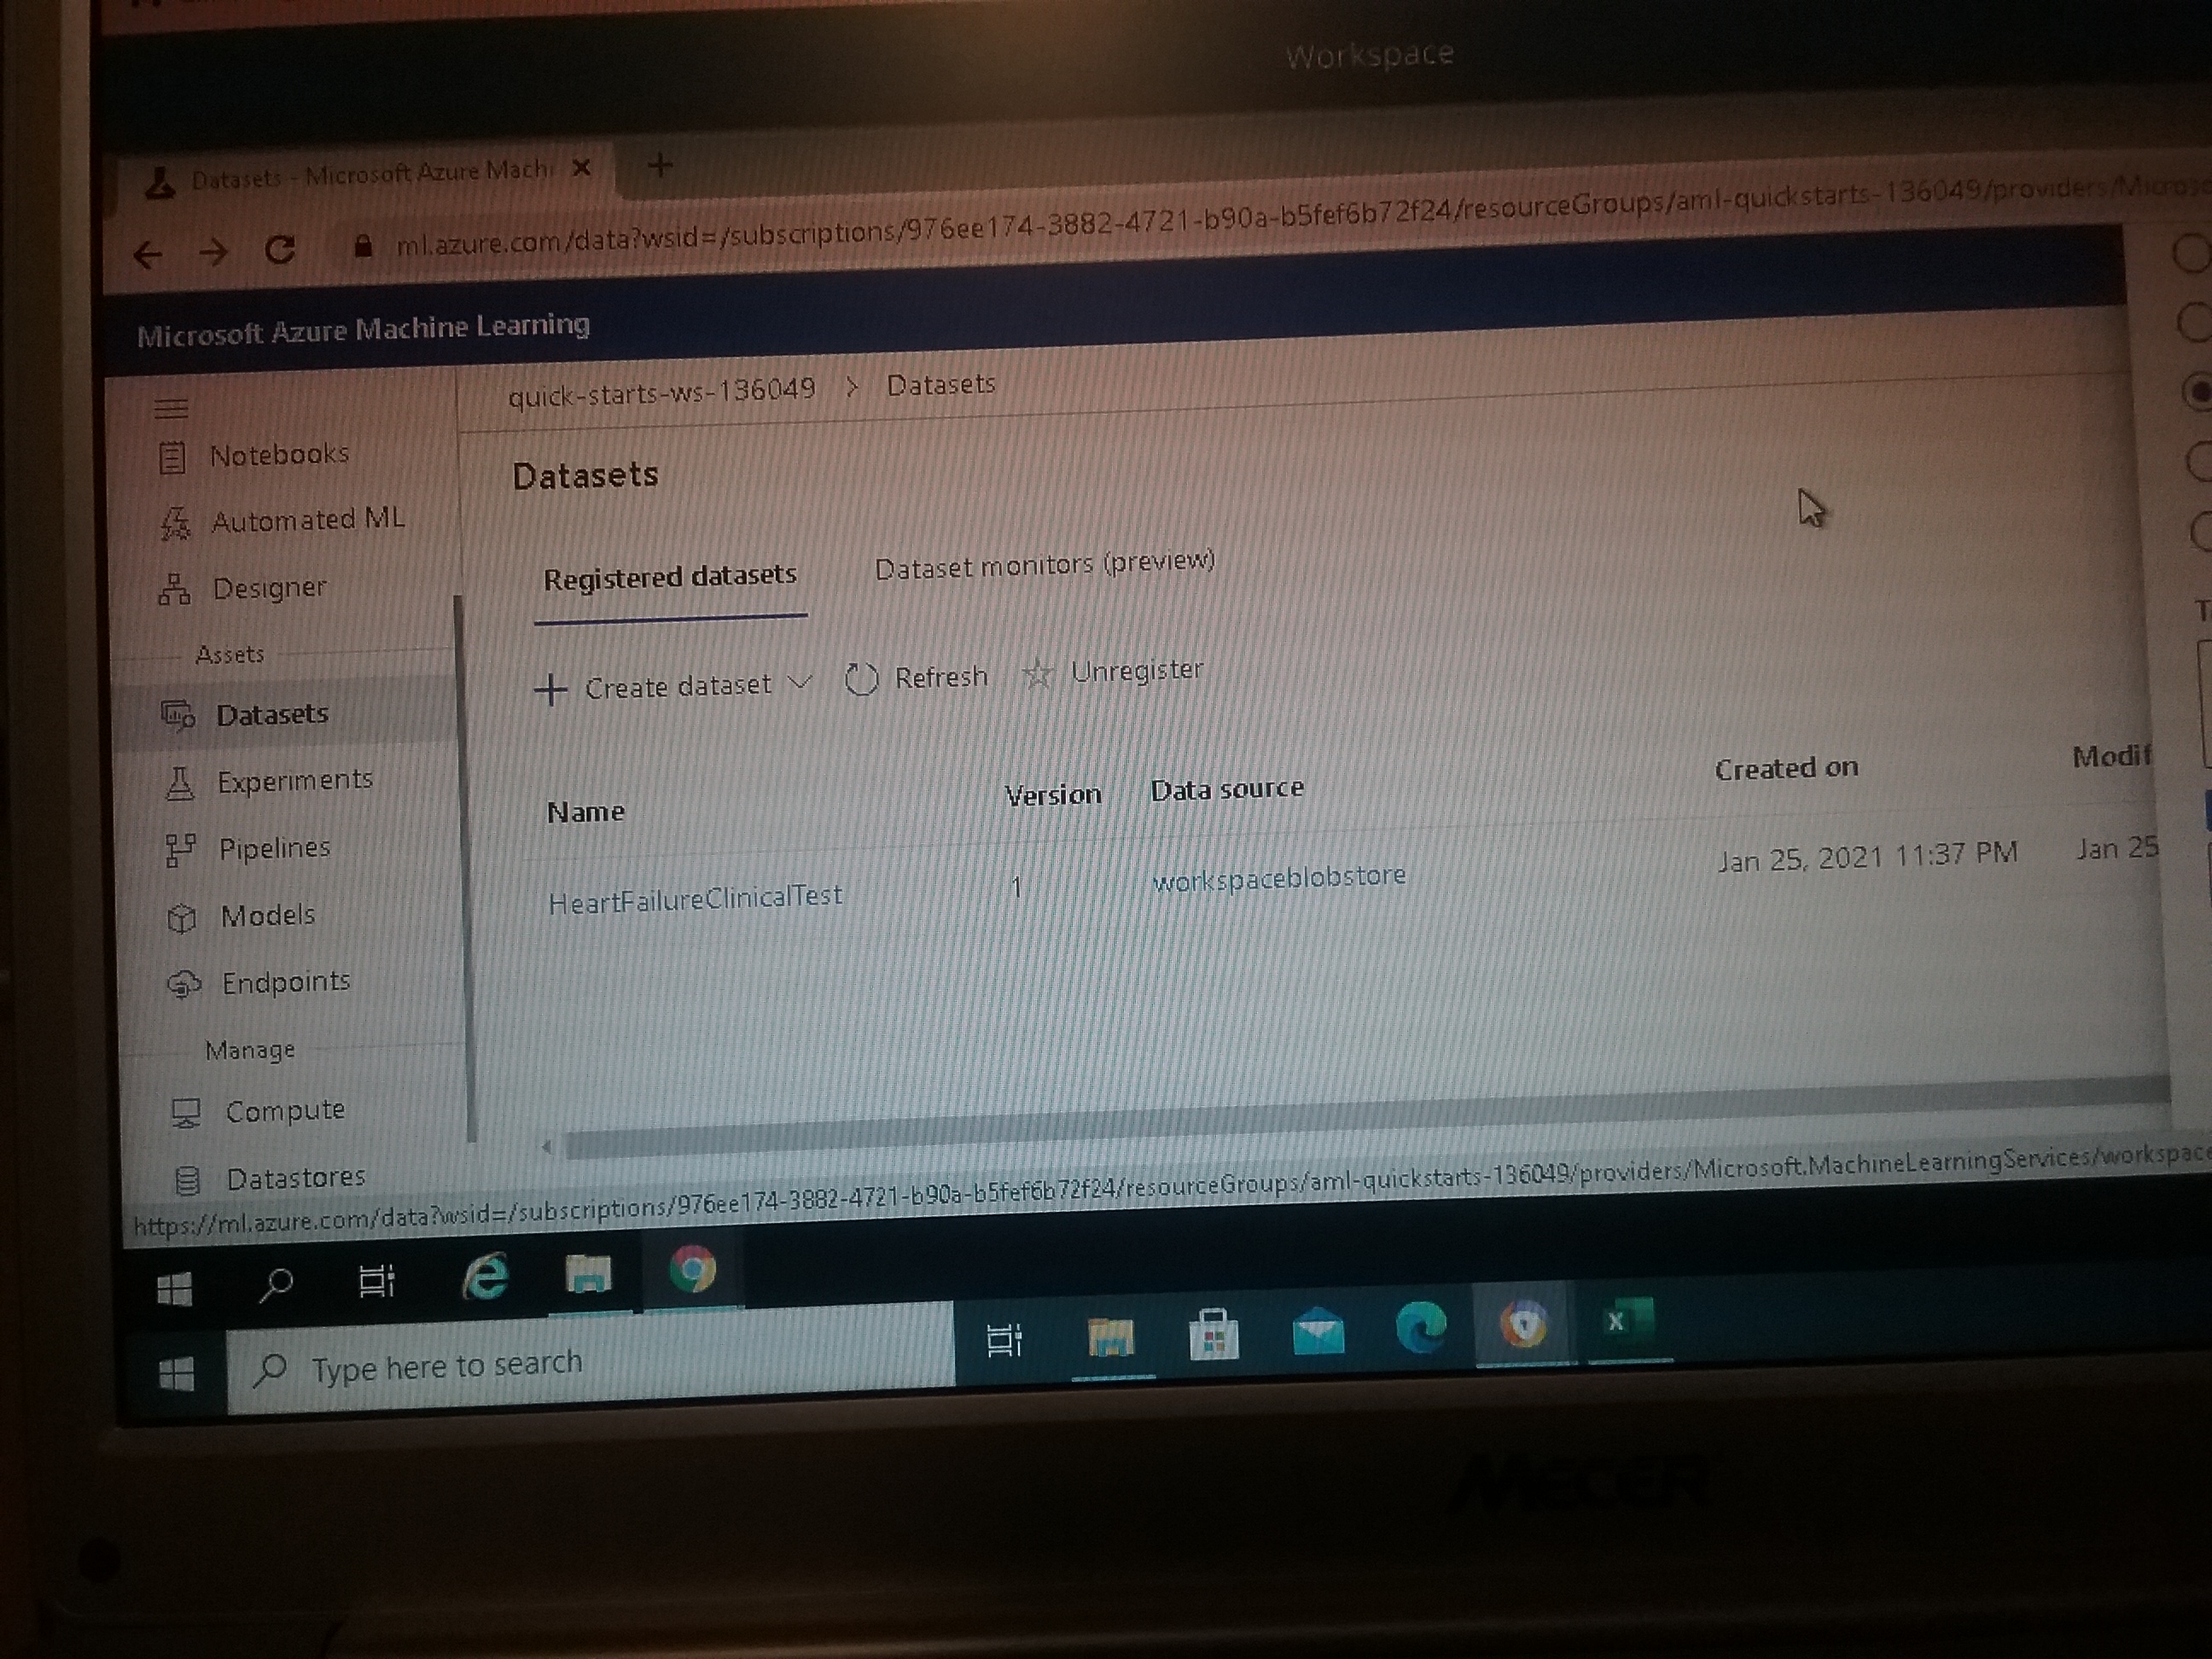 Workspace
Datasets - Microsoft Azure Machi
ml.azure.com/data?wsid=/subscriptions/976ee174-3882-4721-b90a-b5fef6b72f24/resourceGroups/aml-quickstarts-136049/providers/Microso
Microsoft Azure Machine Learning
quick-starts-ws-136049 > Datasets
Notebooks
Automated ML
Designer
Assets
Datasets
Experiments
Pipelines
Models
Endpoints
Manage
Compute
Datastores
Datasets
Registered datasets Dataset monitors (preview)
Create dataset Refresh Unregister
Name Version Data source Created on Modif
HeartFailureClinicalTest 1 workspaceblobstore Jan 25, 2021 11:37 PM Jan 25
https://ml.azure.com/data?wsid=/subscriptions/976ee174-3882-4721-b90a-b5fef6b72f24/resourceGroups/aml-quickstarts-136049/providers/Microsoft.MachineLearningServices/workspace
Type here to search
MECER